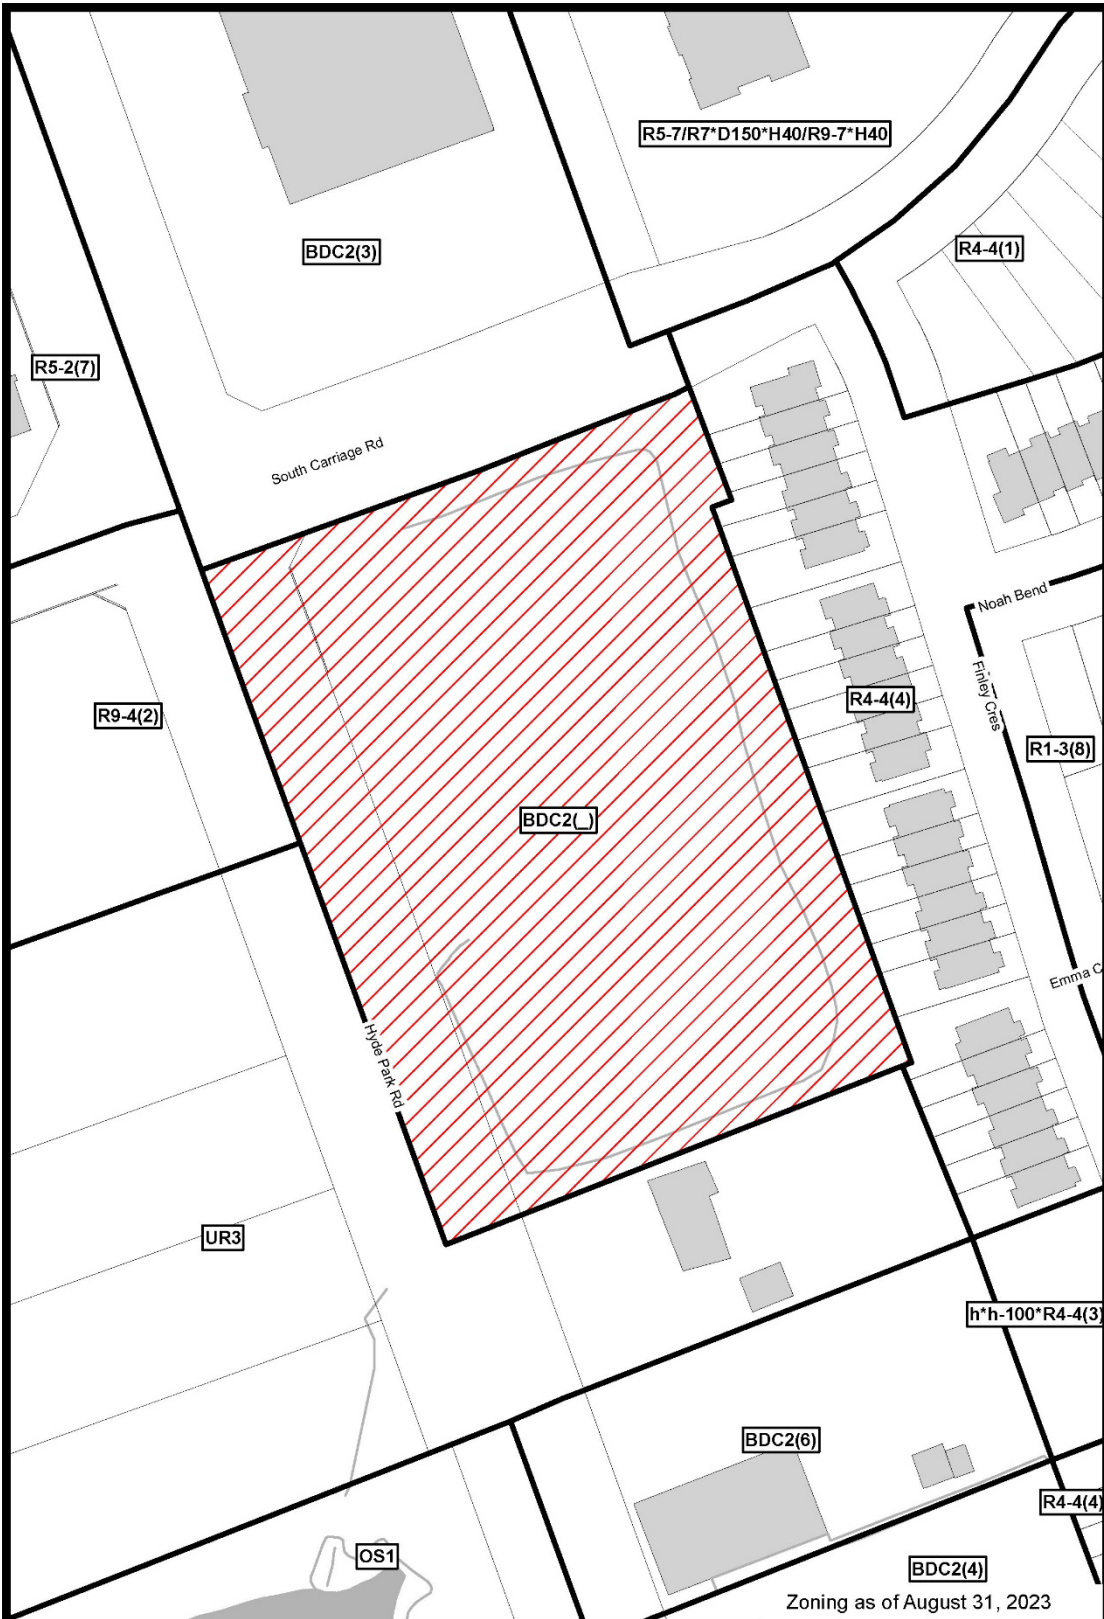 R5-7/R7*D150*H40/R9-7*H40
BDC2(3)
R4-4(1)
R5-2(7)
South Carriage Rd
Noah Bend
R4-4(4)
Finley Cres
R9-4(2)
R1-3(8)
BDC2(_)
Emma C
Hyde Park Rd
UR3
h*h-100*R4-4(3)
BDC2(6)
R4-4(4)
OS1
BDC2(4)
Zoning as of August 31, 2023